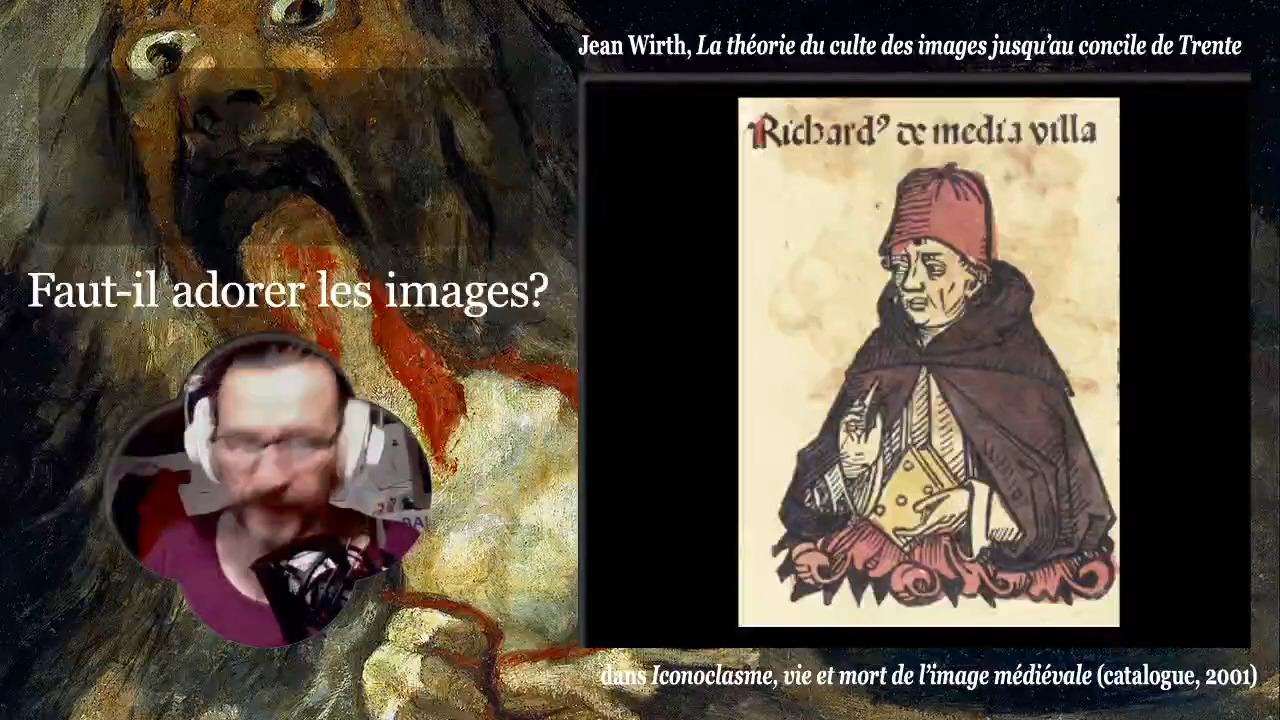 Jean Wirth, La théorie du culte des images jusqu'au concile de Trente
Richardꝰ de media villa
Faut-il adorer les images?
dans Iconoclasme, vie et mort de l'image médiévale (catalogue, 2001)